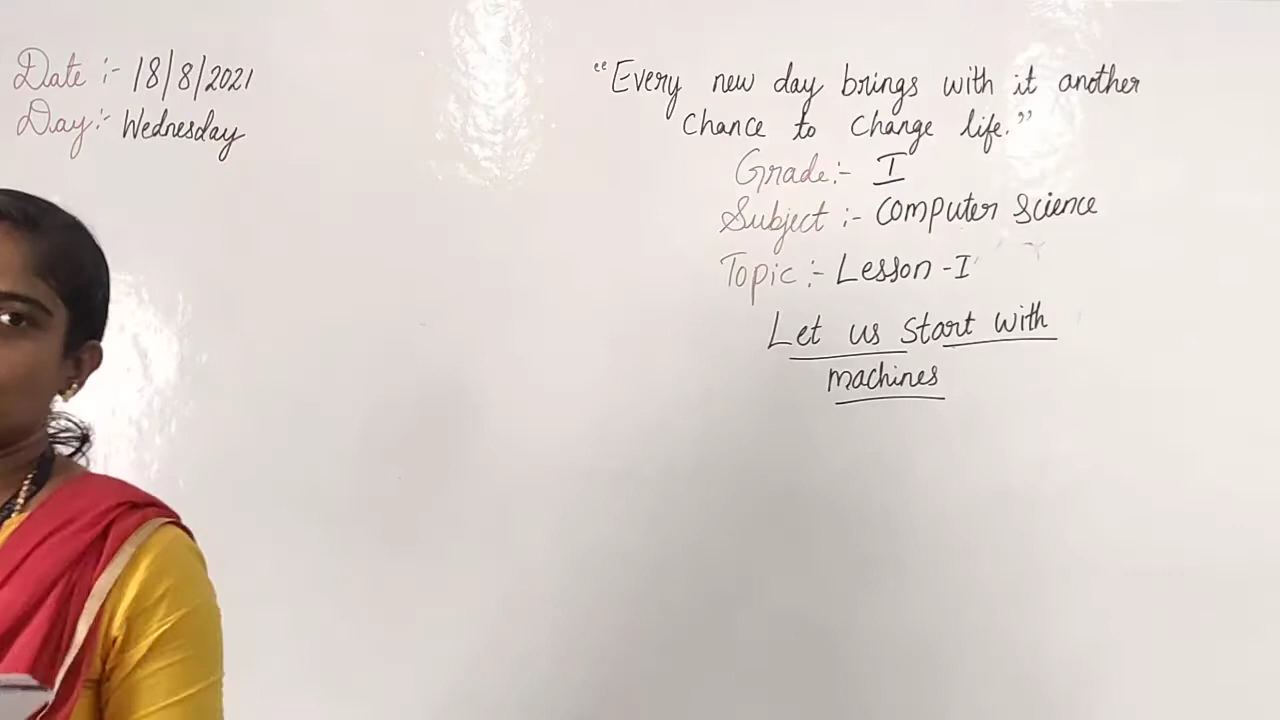 Date :- 18/8/2021
Day :- Wednesday
"Every new day brings with it another
chance to change life."
Grade :- I
Subject :- Computer Science
Topic :- Lesson - I
Let us start with
machines